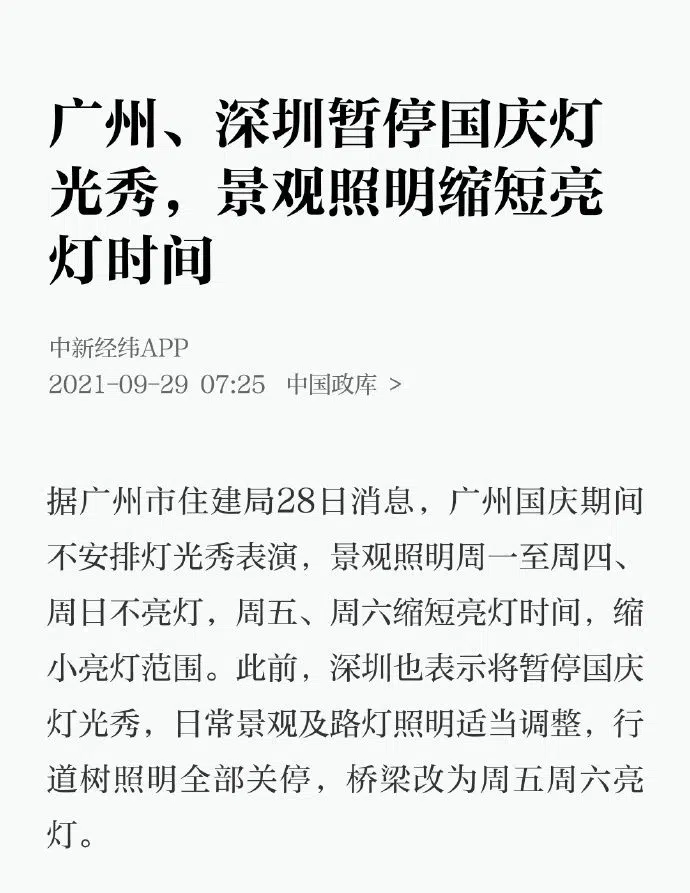 广州、深圳暂停国庆灯
光秀，景观照明缩短亮
灯时间
中新经纬APP
2021-09-29 07:25 中国政库 >
据广州市住建局28日消息，广州国庆期间
不安排灯光秀表演，景观照明周一至周四、
周日不亮灯，周五、周六缩短亮灯时间，缩
小亮灯范围。此前，深圳也表示将暂停国庆
灯光秀，日常景观及路灯照明适当调整，行
道树照明全部关停，桥梁改为周五周六亮
灯。